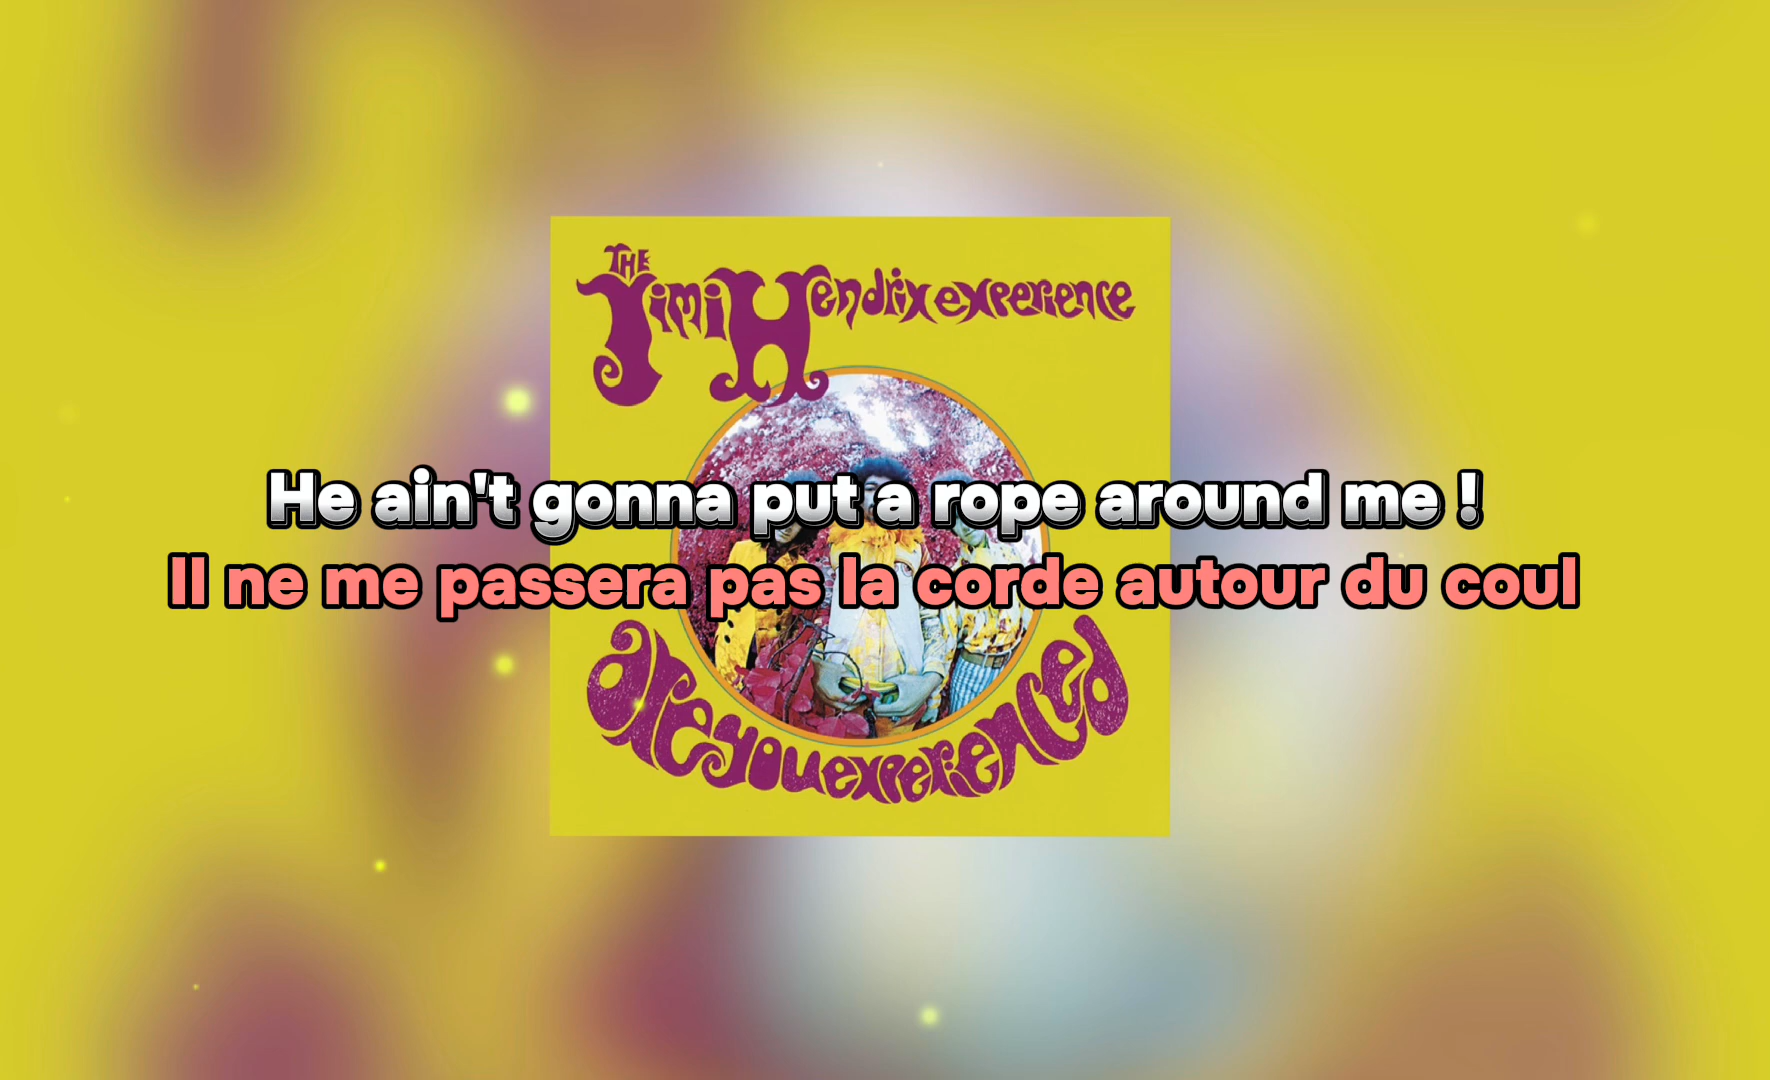 THE
Jimi Hendrix experience
He ain't gonna put a rope around me !
Il ne me passera pas la corde autour du coul
are you experienced